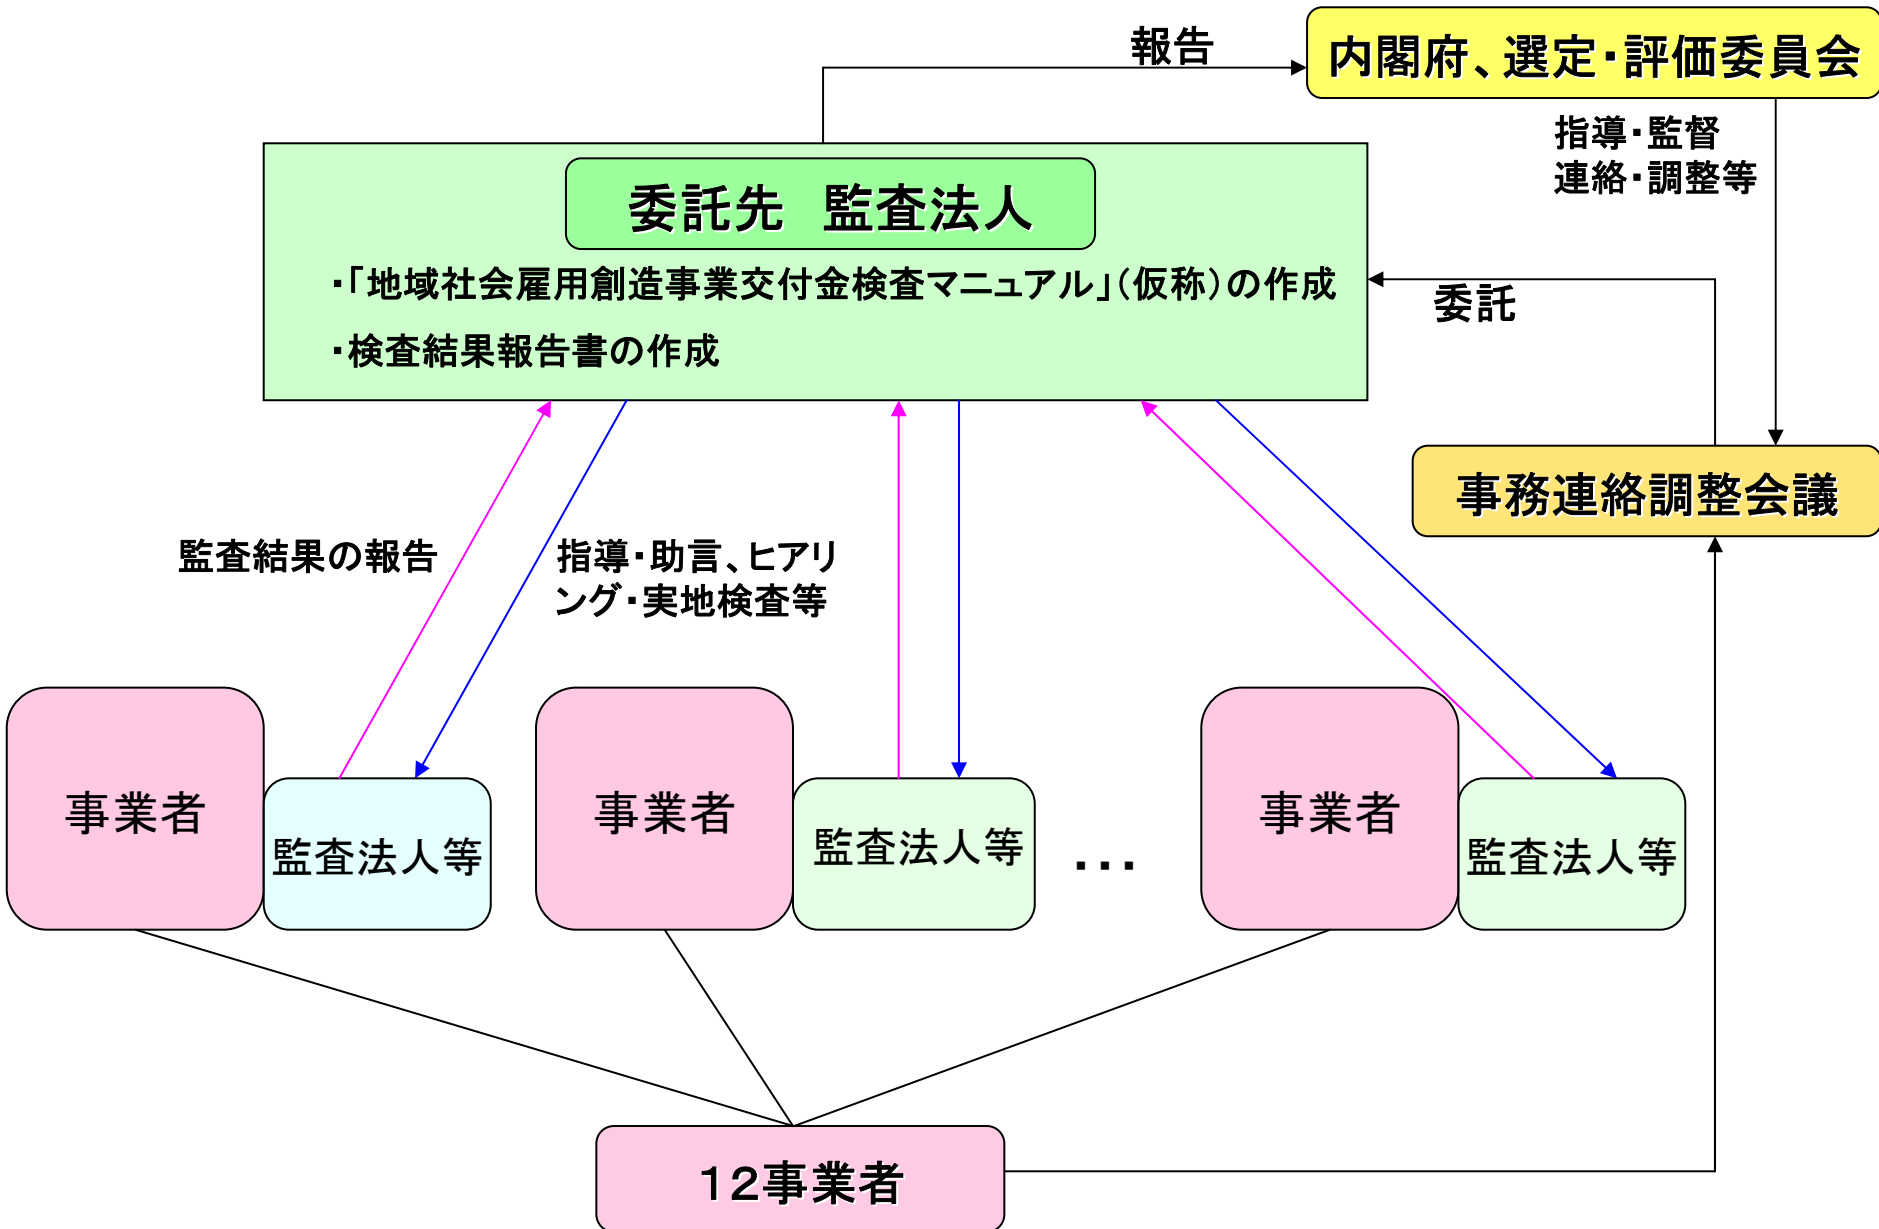 報告
内閣府、選定・評価委員会
指導・監督
連絡・調整等
委託先　監査法人
・「地域社会雇用創造事業交付金検査マニュアル」（仮称）の作成
・検査結果報告書の作成
委託
事務連絡調整会議
監査結果の報告
指導・助言、ヒアリ
ング・実地検査等
事業者
監査法人等
事業者
監査法人等
・・・
事業者
監査法人等
１２事業者